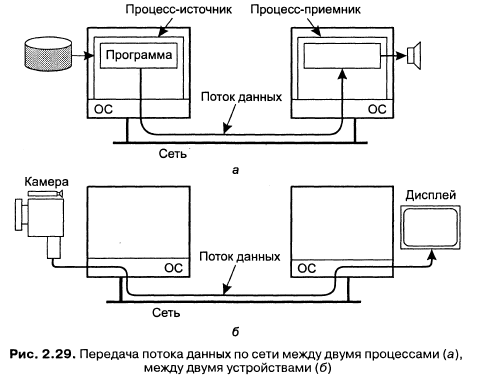 Процесс-источник
Процесс-приемник
Программа
ОС
ОС
Поток данных
Сеть
а
Камера
Дисплей
Поток данных
ОС
ОС
Сеть
б
Рис. 2.29. Передача потока данных по сети между двумя процессами (а),
между двумя устройствами (б)